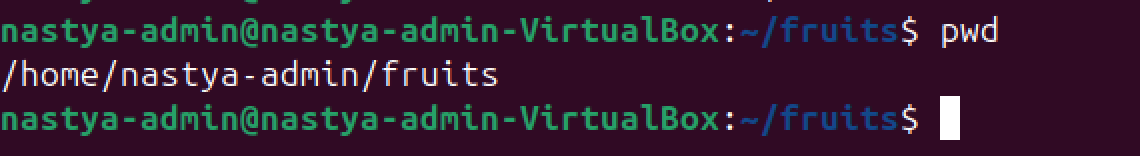 nastya-admin@nastya-admin-VirtualBox:~/fruits$ pwd
/home/nastya-admin/fruits
nastya-admin@nastya-admin-VirtualBox:~/fruits$